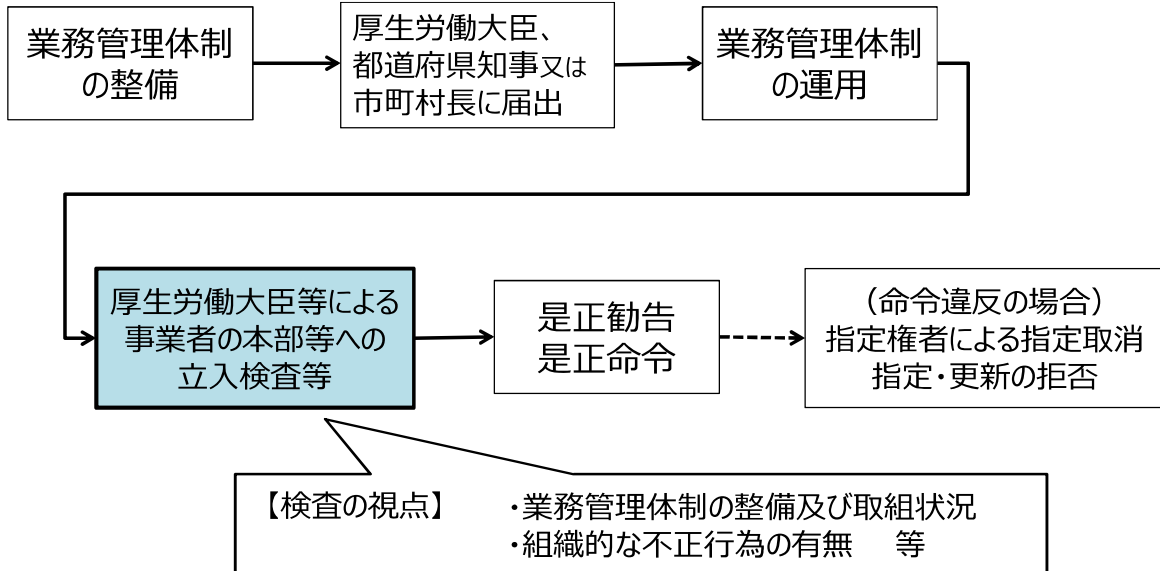 業務管理体制
の整備
厚生労働大臣、
都道府県知事又は
市町村長に届出
業務管理体制
の運用
厚生労働大臣等による
事業者の本部等への
立入検査等
是正勧告
是正命令
(命令違反の場合)
指定権者による指定取消
指定・更新の拒否
【検査の視点】 ・業務管理体制の整備及び取組状況
・組織的な不正行為の有無 等